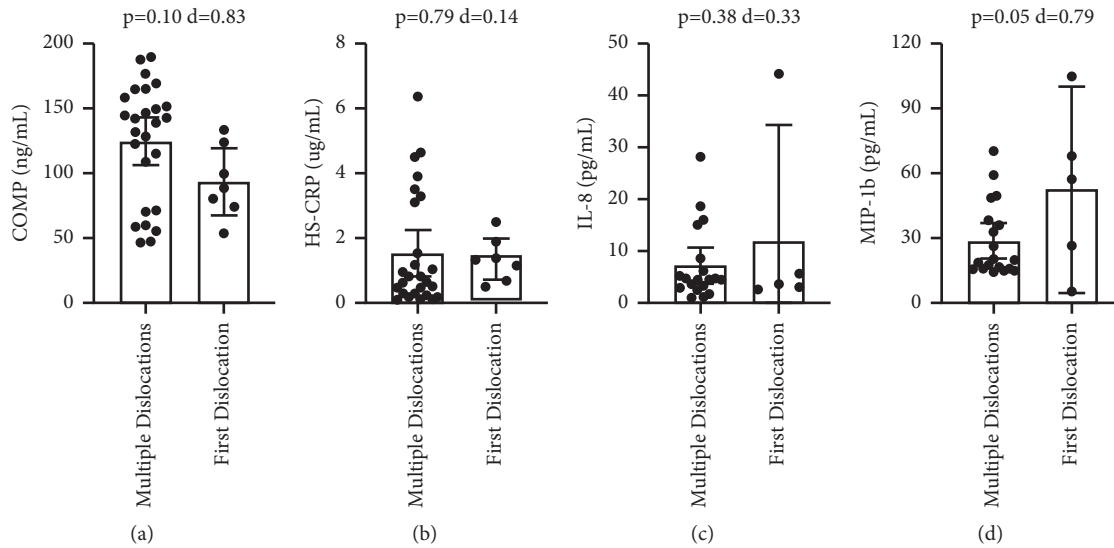 p=0.10 d=0.83
200
150
100
50
0
COMP (ng/mL)
Multiple Dislocations
First Dislocation
(a)
p=0.79 d=0.14
8
6
4
2
0
HS-CRP (ug/mL)
Multiple Dislocations
First Dislocation
(b)
p=0.38 d=0.33
50
40
30
20
10
0
IL-8 (pg/mL)
Multiple Dislocations
First Dislocation
(c)
p=0.05 d=0.79
120
90
60
30
0
MIP-1b (pg/mL)
Multiple Dislocations
First Dislocation
(d)